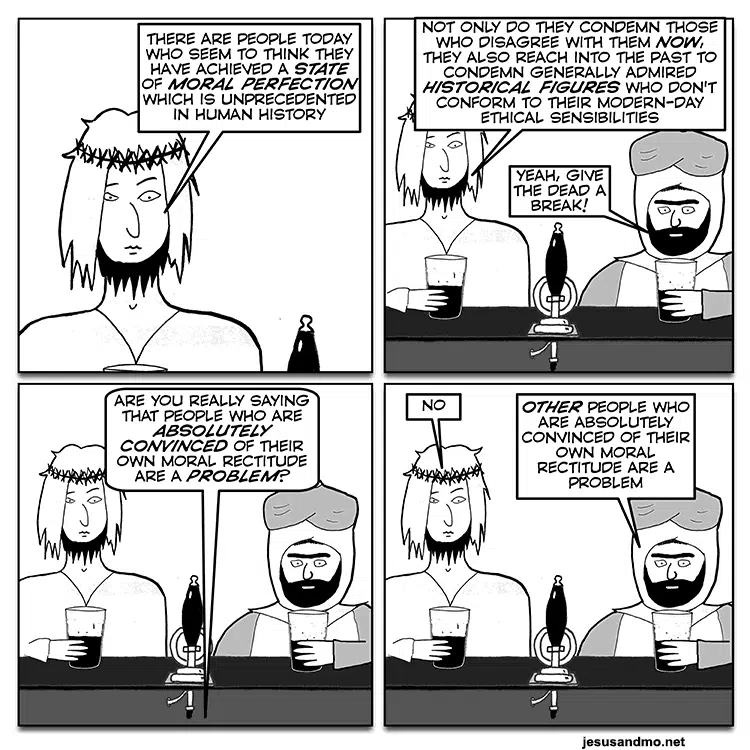 THERE ARE PEOPLE TODAY
WHO SEEM TO THINK THEY
HAVE ACHIEVED A STATE
OF MORAL PERFECTION
WHICH IS UNPRECEDENTED
IN HUMAN HISTORY
NOT ONLY DO THEY CONDEMN THOSE
WHO DISAGREE WITH THEM NOW,
THEY ALSO REACH INTO THE PAST TO
CONDEMN GENERALLY ADMIRED
HISTORICAL FIGURES WHO DON'T
CONFORM TO THEIR MODERN-DAY
ETHICAL SENSIBILITIES
YEAH, GIVE
THE DEAD A
BREAK!
ARE YOU REALLY SAYING
THAT PEOPLE WHO ARE
ABSOLUTELY
CONVINCED OF THEIR
OWN MORAL RECTITUDE
ARE A PROBLEM?
NO
OTHER PEOPLE WHO
ARE ABSOLUTELY
CONVINCED OF THEIR
OWN MORAL
RECTITUDE ARE A
PROBLEM
jesusandmo.net